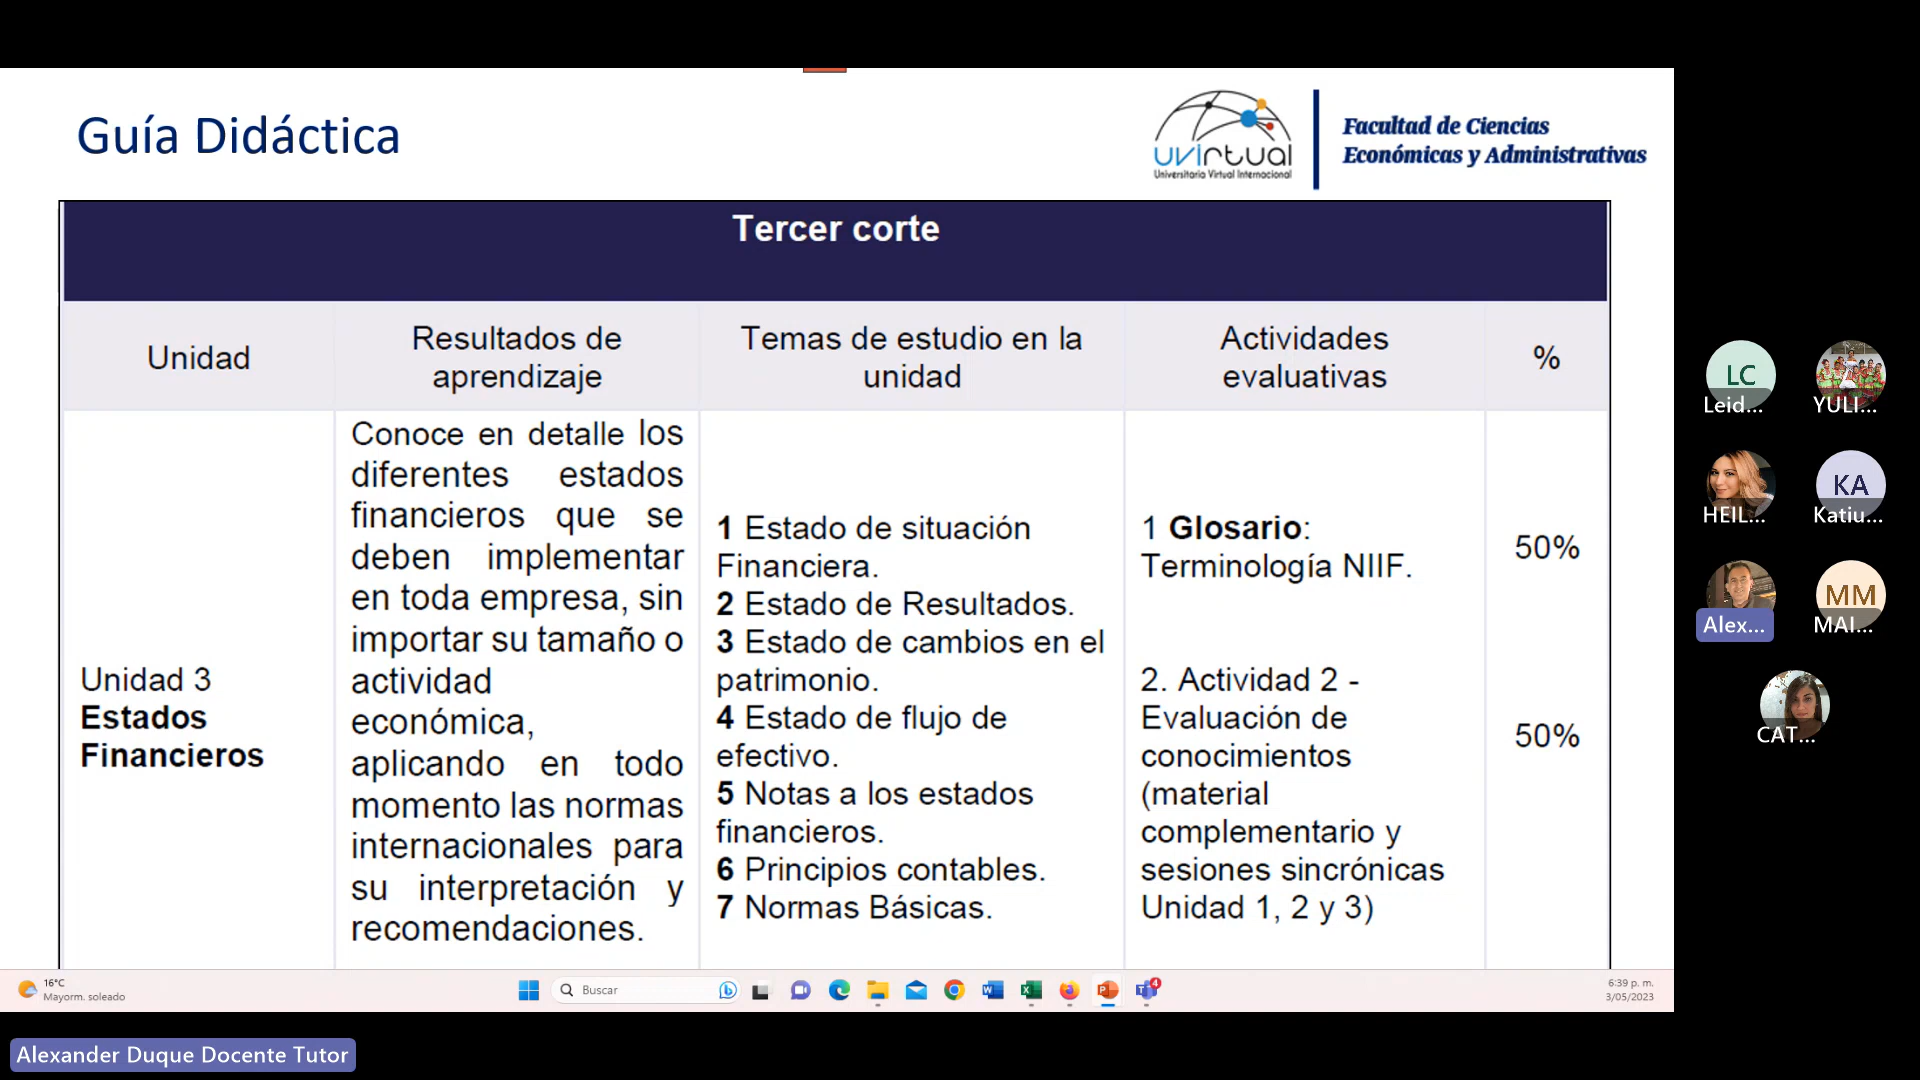 Guía Didáctica
uvirtual
Universitaria Virtual Internacional
Facultad de Ciencias
Económicas y Administrativas
Tercer corte
Unidad
Resultados de
aprendizaje
Temas de estudio en la
unidad
Actividades
evaluativas
%
Unidad 3
Estados
Financieros
Conoce en detalle los
diferentes estados
financieros que se
deben implementar
en toda empresa, sin
importar su tamaño o
actividad
económica,
aplicando en todo
momento las normas
internacionales para
su interpretación y
recomendaciones.
1 Estado de situación
Financiera.
2 Estado de Resultados.
3 Estado de cambios en el
patrimonio.
4 Estado de flujo de
efectivo.
5 Notas a los estados
financieros.
6 Principios contables.
7 Normas Básicas.
1 Glosario:
Terminología NIIF.
2. Actividad 2 -
Evaluación de
conocimientos
(material
complementario y
sesiones sincrónicas
Unidad 1, 2 y 3)
50%
50%
LC
Leid...
YULI...
HEIL...
KA
Katiu...
Alex...
MM
MAI...
CAT...
16°C
Mayorm. soleado
Buscar
4
6:39 p. m.
3/05/2023
Alexander Duque Docente Tutor